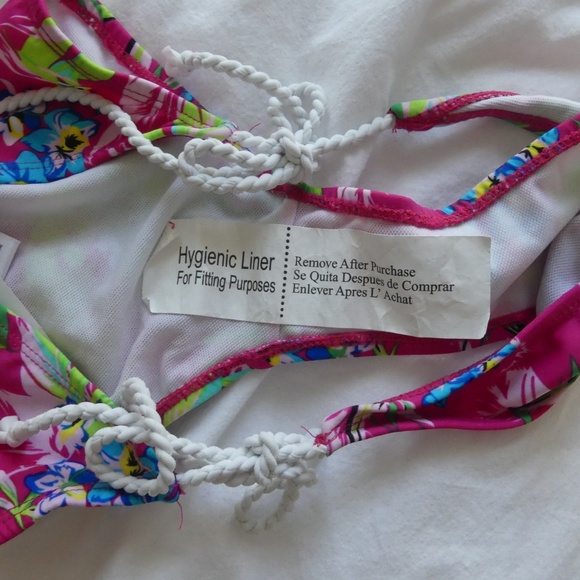 Hygienic Liner
For Fitting Purposes
Remove After Purchase
Se Quita Despues de Comprar
Enlever Apres L' Achat